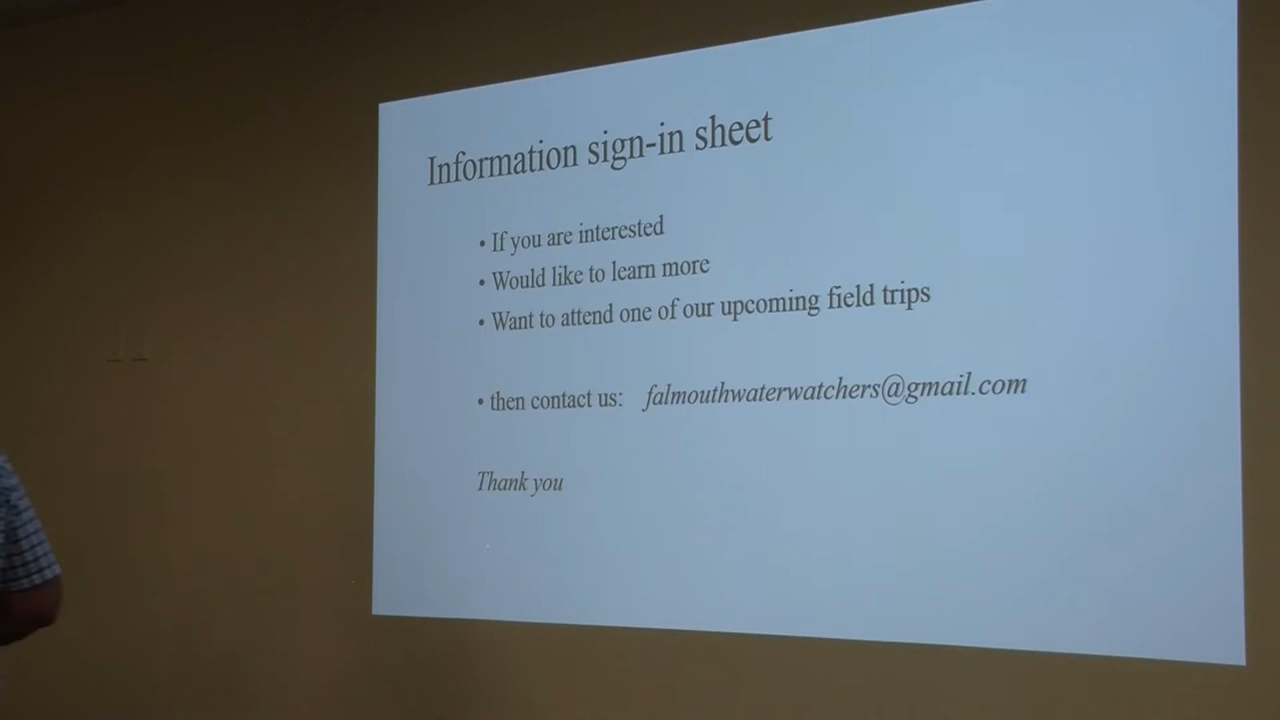 Information sign-in sheet
• If you are interested
• Would like to learn more
• Want to attend one of our upcoming field trips
• then contact us: falmouthwaterwatchers@gmail.com
Thank you